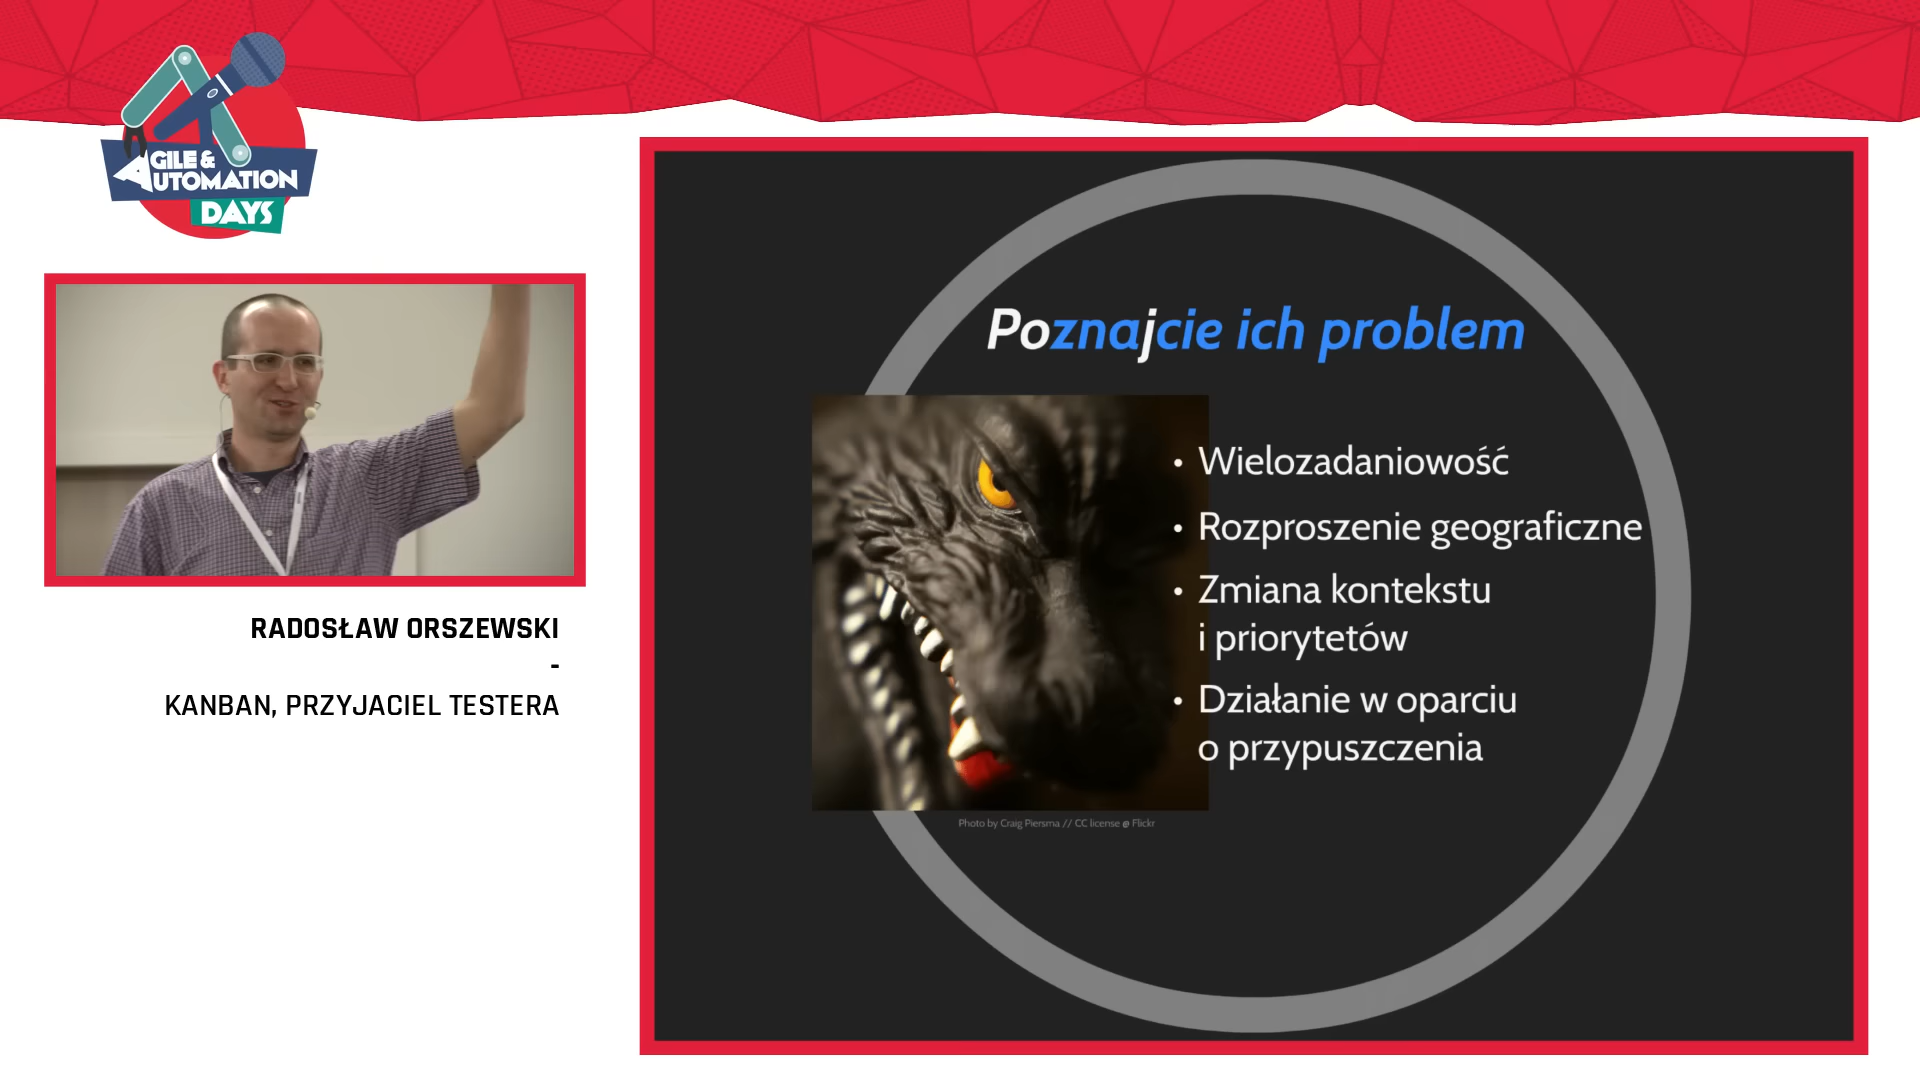 AGILE &
AUTOMATION
DAYS
RADOSŁAW ORSZEWSKI
-
KANBAN, PRZYJACIEL TESTERA
Poznajcie ich problem
• Wielozadaniowość
• Rozproszenie geograficzne
• Zmiana kontekstu
i priorytetów
• Działanie w oparciu
o przypuszczenia
Photo by Craig Piersma // CC license @ Flickr